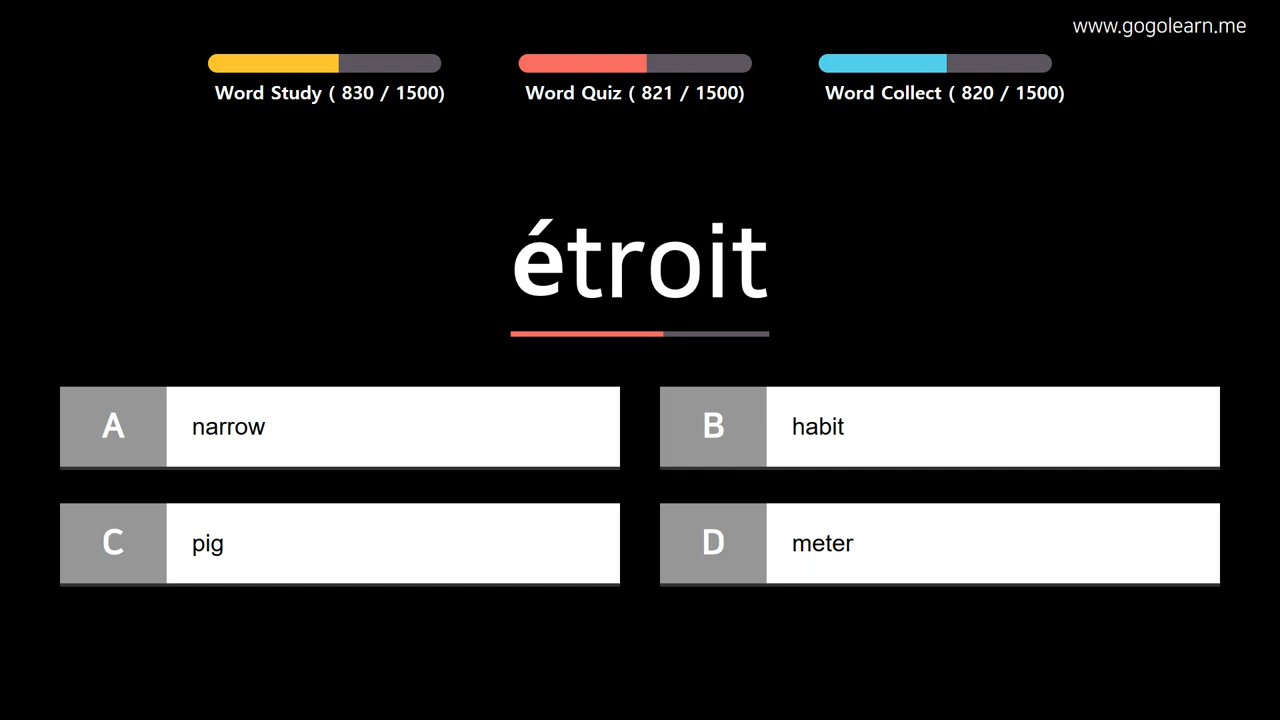 www.gogolearn.me
Word Study ( 830 / 1500)
Word Quiz ( 821 / 1500)
Word Collect ( 820 / 1500)
étroit
A narrow
B habit
C pig
D meter